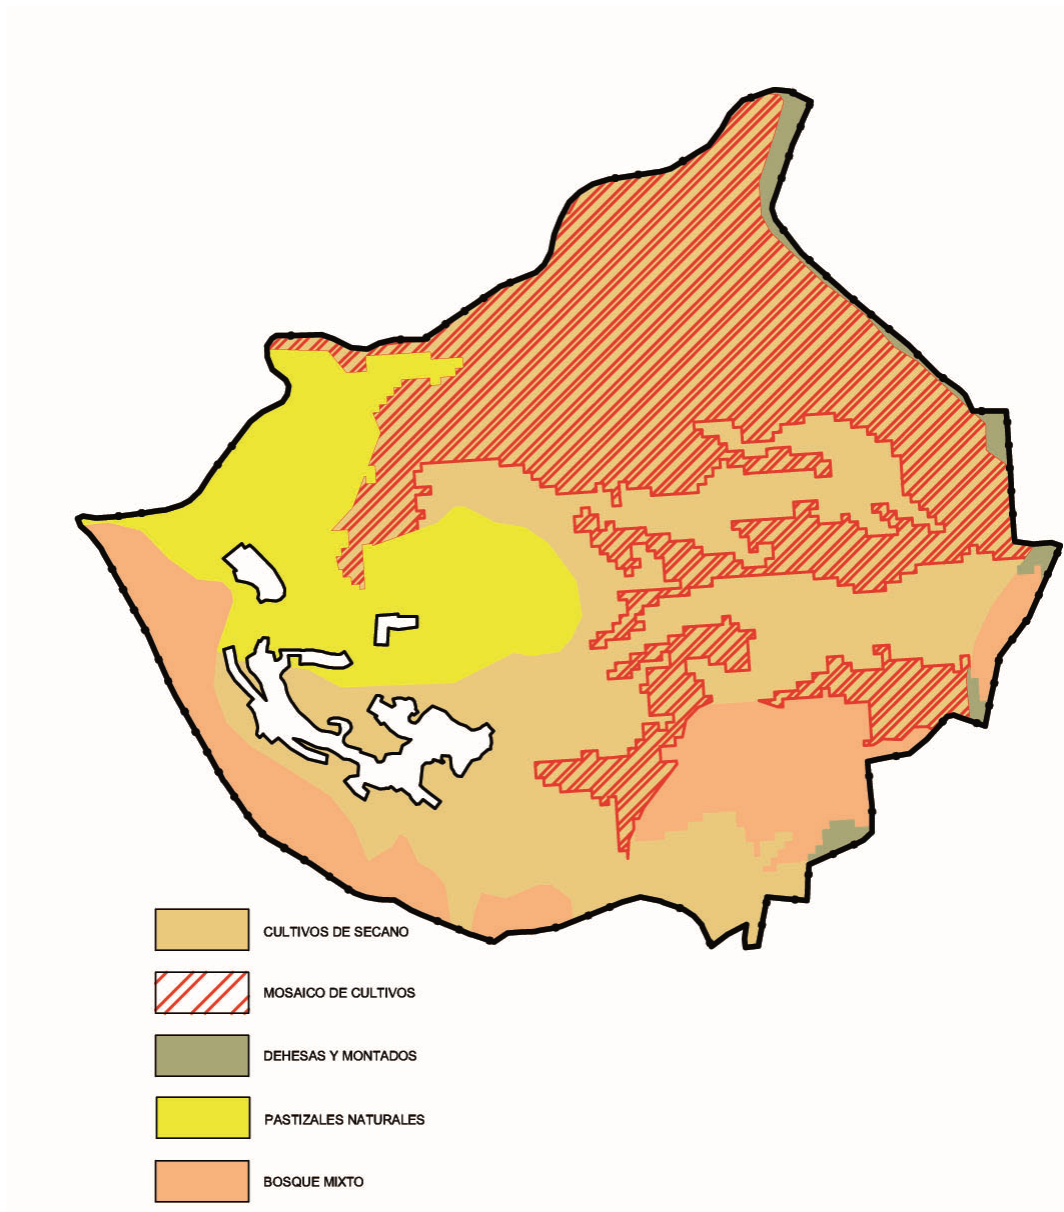 CULTIVOS DE SECANO
MOSAICO DE CULTIVOS
DEHESAS Y MONTADOS
PASTIZALES NATURALES
BOSQUE MIXTO